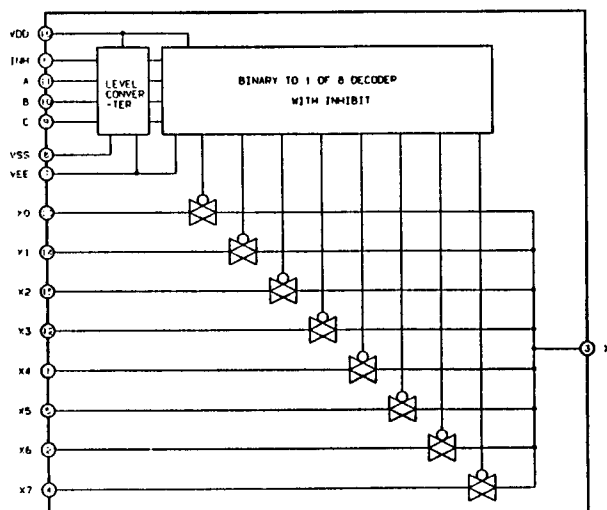 VDD
INH
A
B
C
VSS
VEE
LEVEL
CONVER
-TER
BINARY TO 1 OF 8 DECODER
WITH INHIBIT
X0
X1
X2
X3
X4
X5
X6
X7
3
X